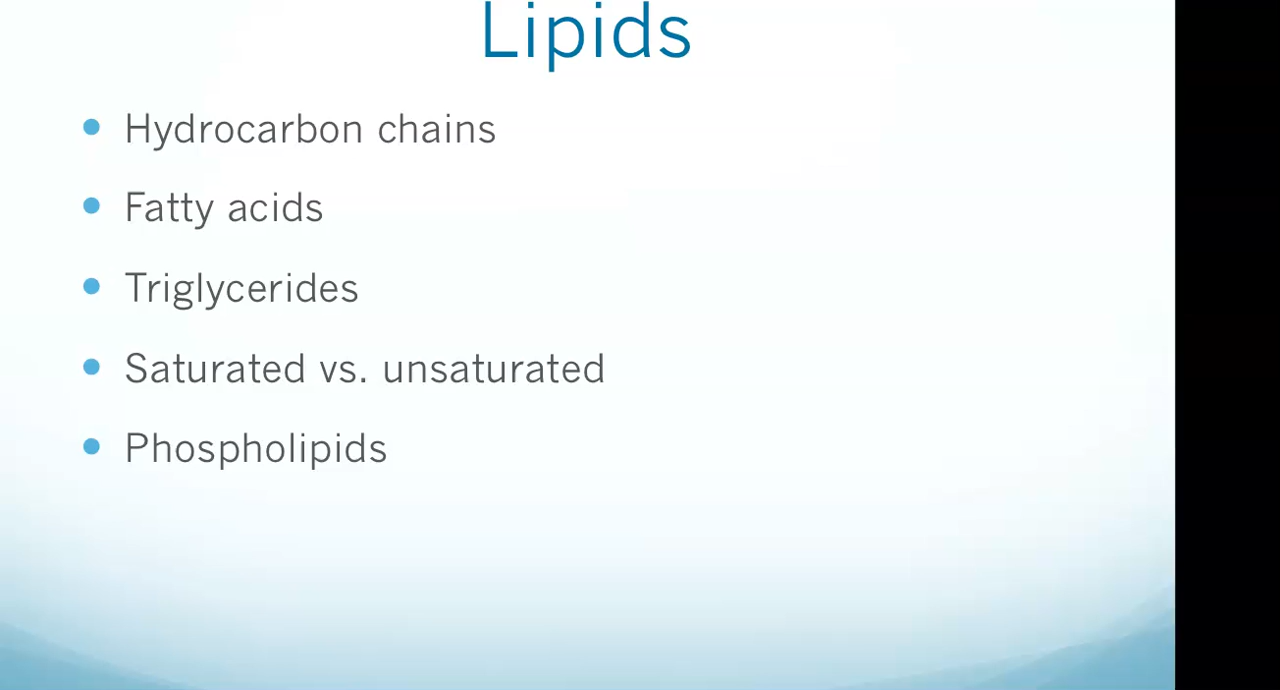 Lipids
Hydrocarbon chains
Fatty acids
Triglycerides
Saturated vs. unsaturated
Phospholipids